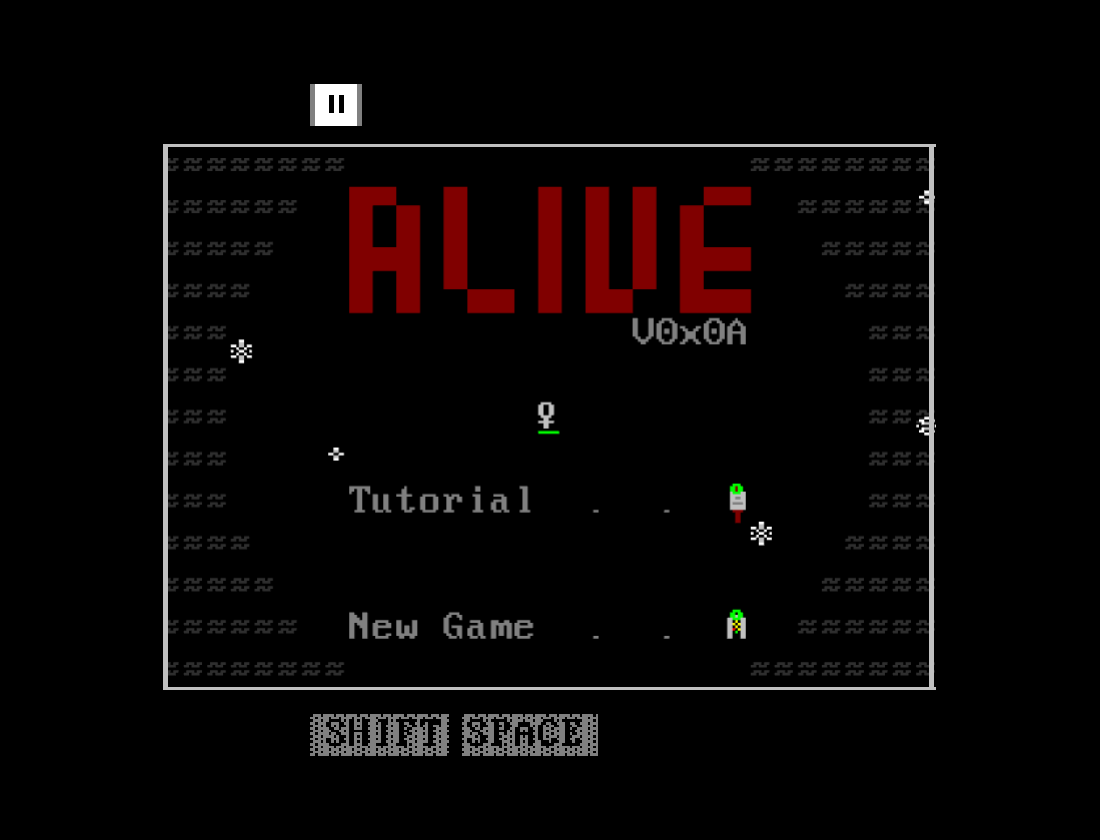 ALIVE
V0x0A
Tutorial . .
New Game . .
SHIFT SPACE